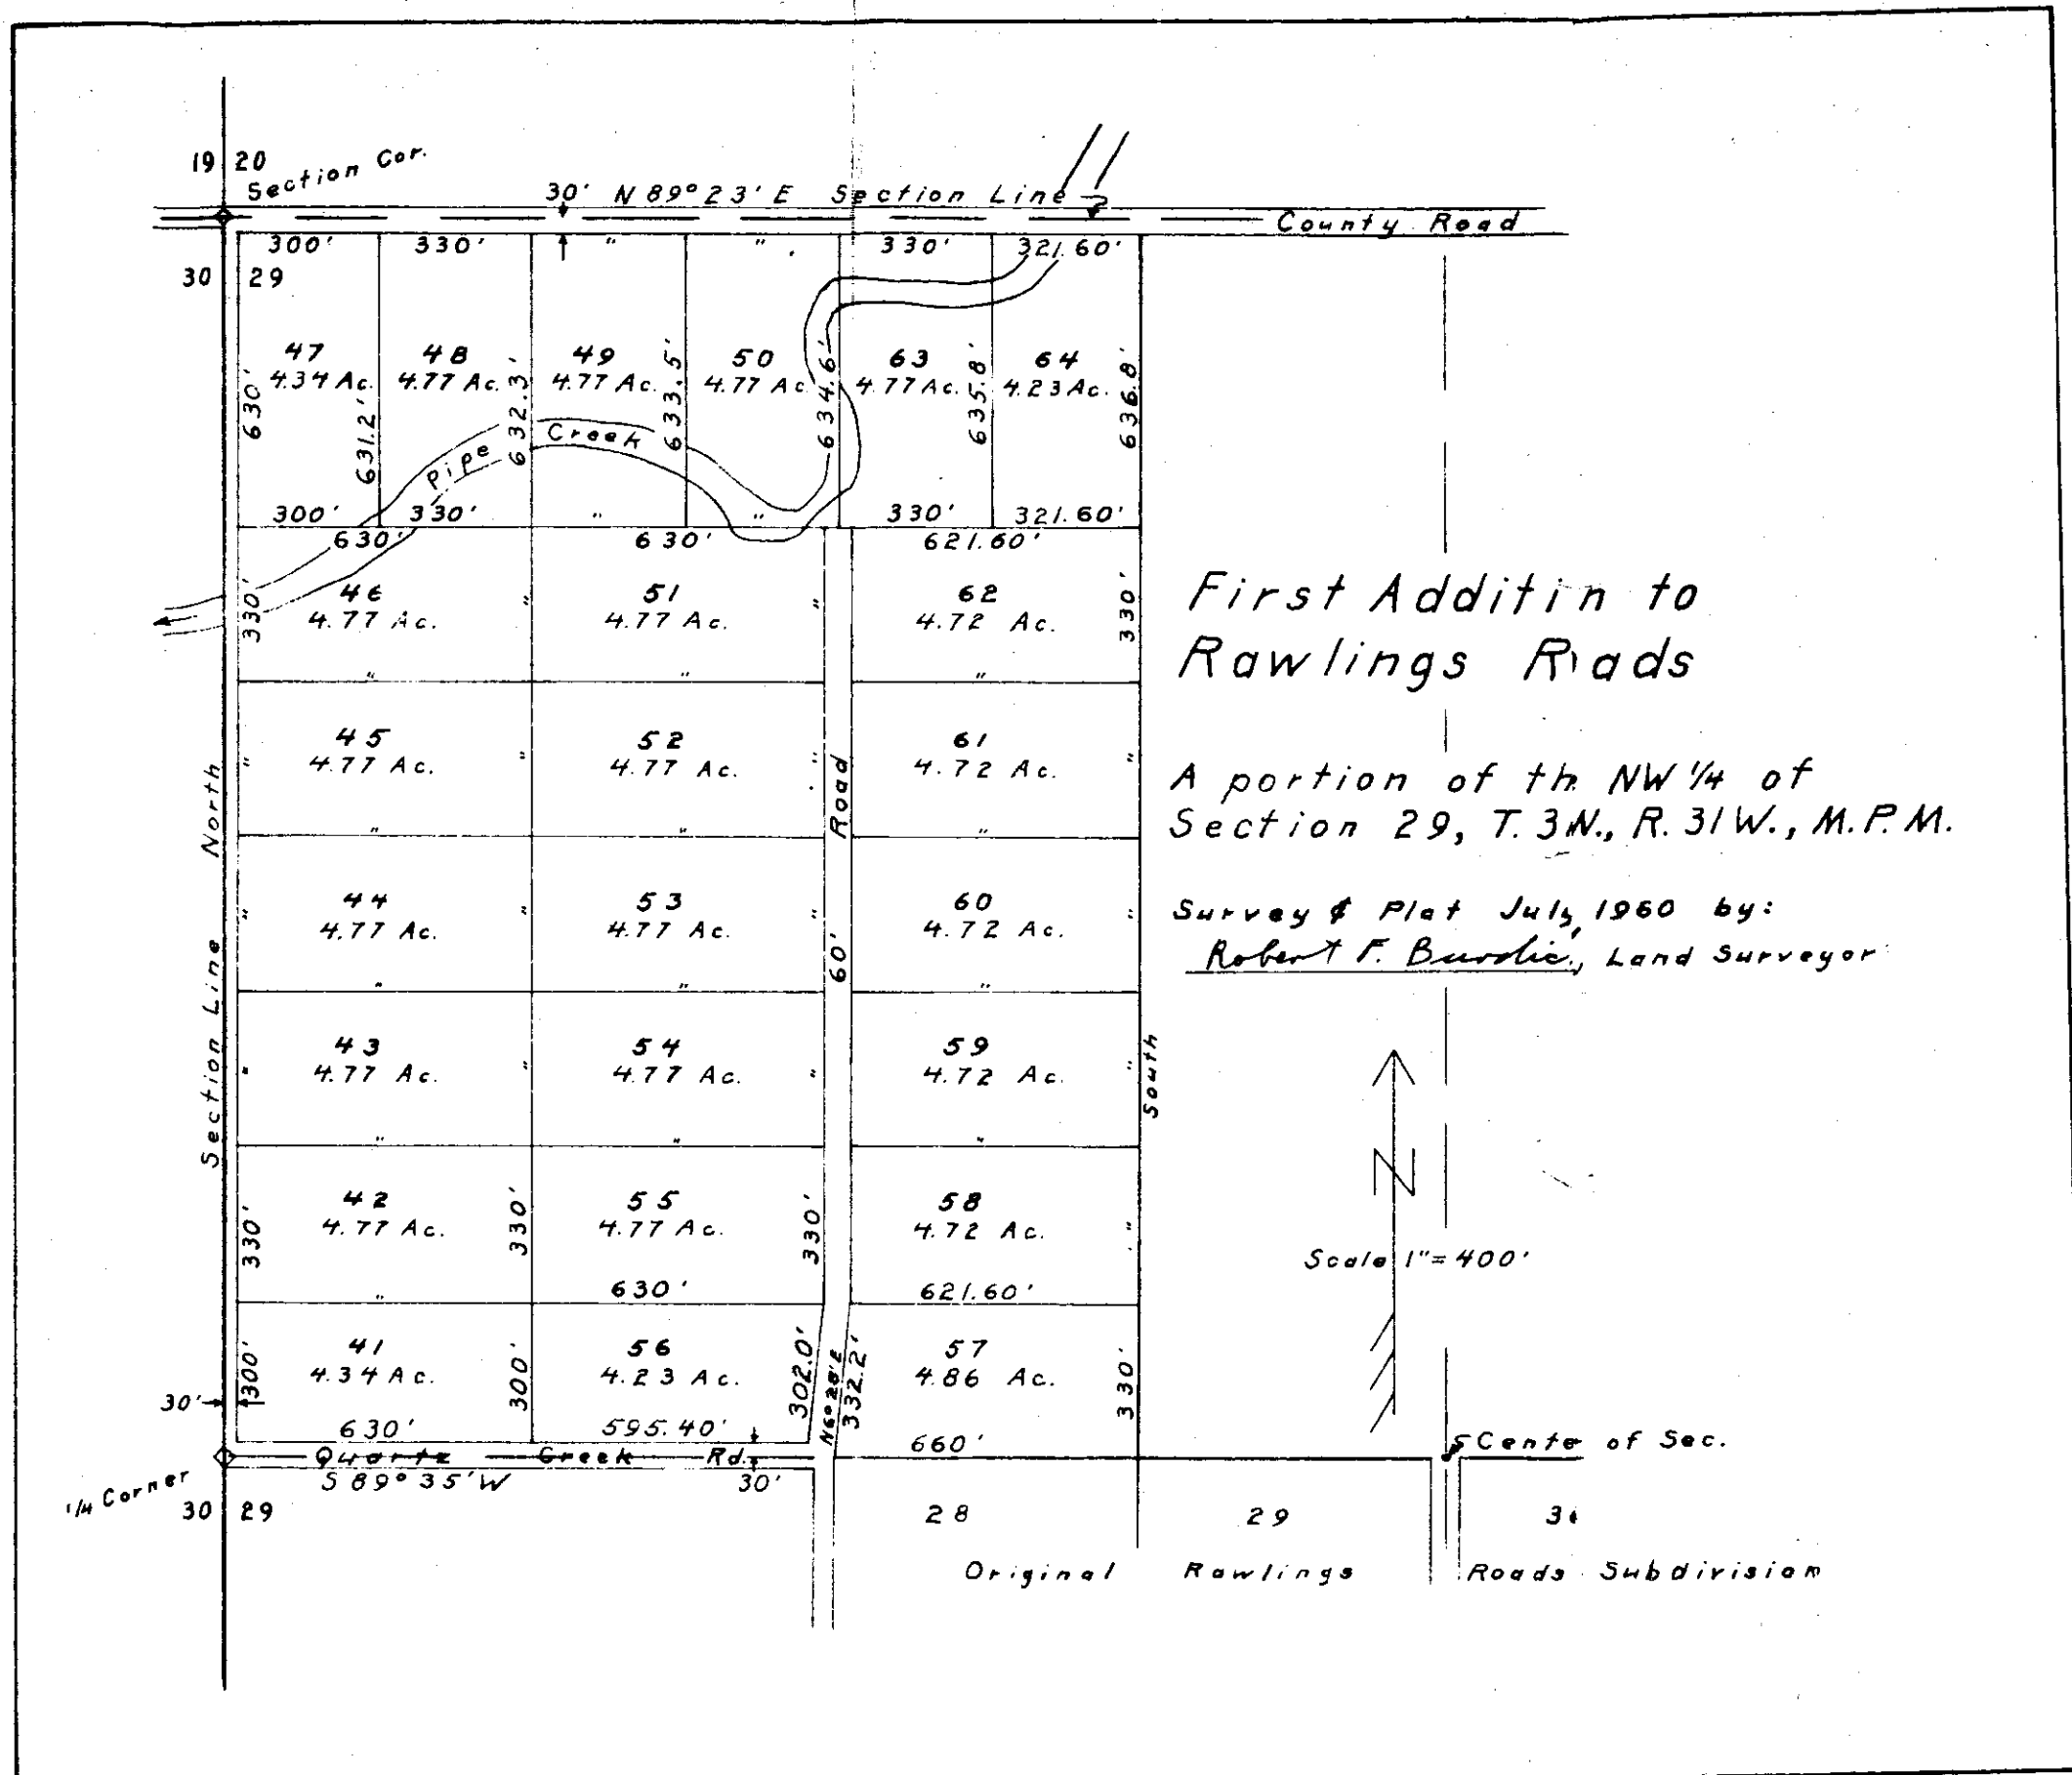 19 20
Section Cor.
30' N 89° 23' E Section Line
County Road
300' 330' " " 330' 321.60'
30 29
47 48 49 50 63 64
4.34 Ac. 4.77 Ac. 4.77 Ac. 4.77 Ac. 4.77 Ac. 4.23 Ac.
630' 631.2' 632.3' 633.5' 634.6' 635.8' 636.8'
Pipe Creek
300' 330' " " 330' 321.60'
630' 630' 621.60'
46 51 62
330' 4.77 Ac. " 4.77 Ac. " 4.72 Ac. 330'
" " "
45 52 61
" 4.77 Ac. " 4.77 Ac. " 4.72 Ac. "
" " "
44 53 60
" 4.77 Ac. " 4.77 Ac. " 4.72 Ac. "
" " "
43 54 59
" 4.77 Ac. " 4.77 Ac. " 4.72 Ac. "
" " "
42 55 58
330' 4.77 Ac. 330' 4.77 Ac. 330' 4.72 Ac. "
" 630' 621.60'
41 56 57
300' 4.34 Ac. 300' 4.23 Ac. 302.0' N6°28'E 332.2' 4.86 Ac. 330'
30'
630' 595.40' 660'
Quartz Creek Rd.
S 89° 35' W 30'
1/4 Corner
30 29
Section Line North
60' Road
South
First Additin to
Rawlings Rads
A portion of th NW 1/4 of
Section 29, T. 3N., R. 31W., M.P.M.
Survey & Plat July, 1960 by:
Robert F. Burdic, Land Surveyor
N
Scale 1"= 400'
Cente of Sec.
28 29 3
Original Rawlings Roads Subdivision